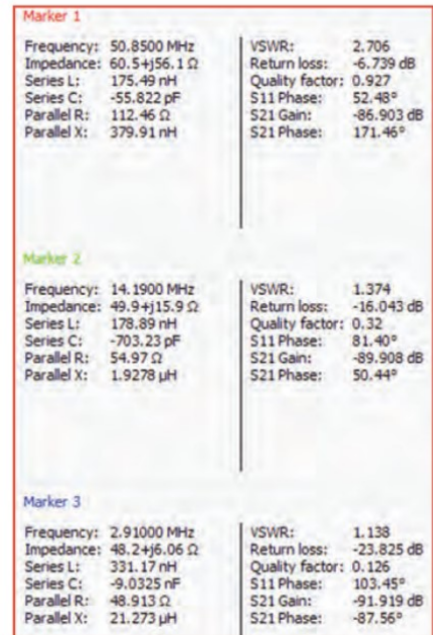 Marker 1
Frequency: 50.8500 MHz VSWR: 2.706
Impedance: 60.5+j56.1 Ω Return loss: -6.739 dB
Series L: 175.49 nH Quality factor: 0.927
Series C: -55.822 pF S11 Phase: 52.48°
Parallel R: 112.46 Ω S21 Gain: -86.903 dB
Parallel X: 379.91 nH S21 Phase: 171.46°
Marker 2
Frequency: 14.1900 MHz VSWR: 1.374
Impedance: 49.9+j15.9 Ω Return loss: -16.043 dB
Series L: 178.89 nH Quality factor: 0.32
Series C: -703.23 pF S11 Phase: 81.40°
Parallel R: 54.97 Ω S21 Gain: -89.908 dB
Parallel X: 1.9278 μH S21 Phase: 50.44°
Marker 3
Frequency: 2.91000 MHz VSWR: 1.138
Impedance: 48.2+j6.06 Ω Return loss: -23.825 dB
Series L: 331.17 nH Quality factor: 0.126
Series C: -9.0325 nF S11 Phase: 103.45°
Parallel R: 48.913 Ω S21 Gain: -91.919 dB
Parallel X: 21.273 μH S21 Phase: -87.56°